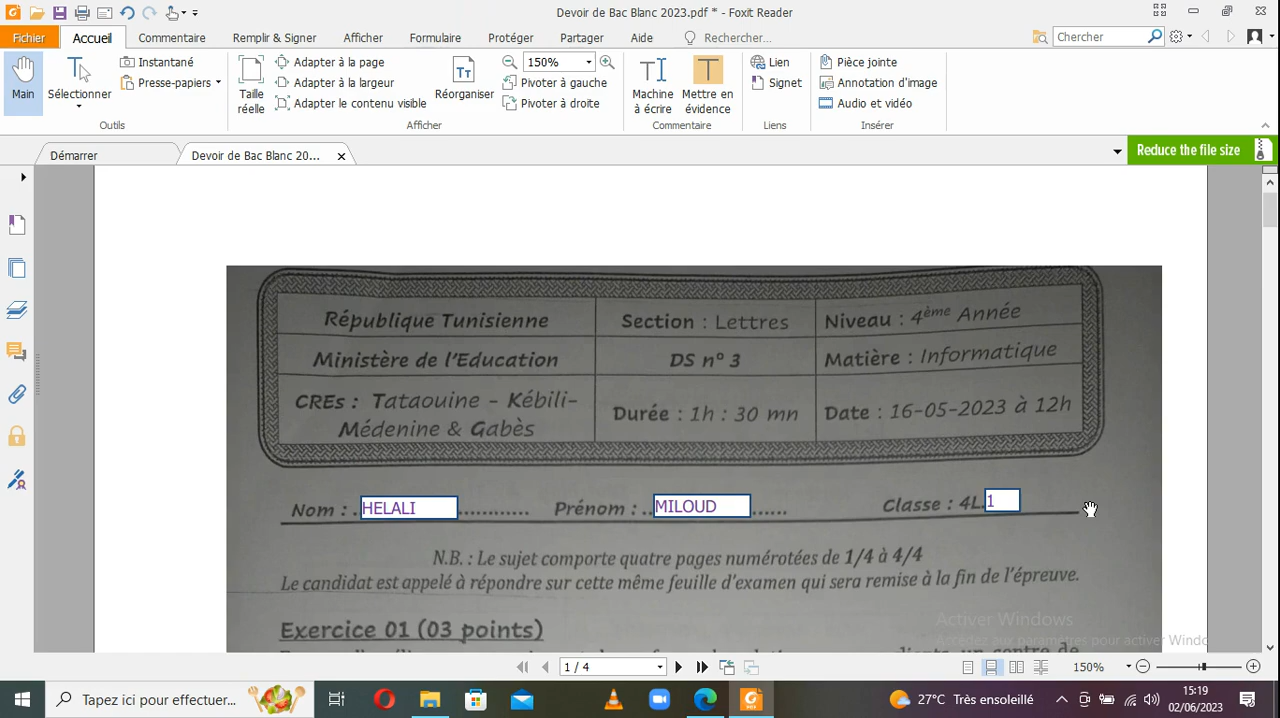 Devoir de Bac Blanc 2023.pdf * - Foxit Reader
Fichier Accueil Commentaire Remplir & Signer Afficher Formulaire Protéger Partager Aide Rechercher... Chercher
Main
Sélectionner
Instantané
Presse-papiers
Outils
Taille réelle
Adapter à la page
Adapter à la largeur
Adapter le contenu visible
Réorganiser
150%
Pivoter à gauche
Pivoter à droite
Afficher
Machine à écrire
Mettre en évidence
Commentaire
Lien
Signet
Liens
Pièce jointe
Annotation d'image
Audio et vidéo
Insérer
Démarrer Devoir de Bac Blanc 20... Reduce the file size
République Tunisienne Section : Lettres Niveau : 4ème Année
Ministère de l'Education DS n° 3 Matière : Informatique
CREs : Tataouine - Kébili-
Médenine & Gabès
Durée : 1h : 30 mn Date : 16-05-2023 à 12h
Nom : .HELALI............ Prénom : ..MILOUD...... Classe : 4L.1
N.B. : Le sujet comporte quatre pages numérotées de 1/4 à 4/4
Le candidat est appelé à répondre sur cette même feuille d'examen qui sera remise à la fin de l'épreuve.
Exercice 01 (03 points)
Activer Windows
Accédez aux paramètres pour activer Windo
1 / 4 150%
Tapez ici pour effectuer... 27°C Très ensoleillé 15:19
02/06/2023